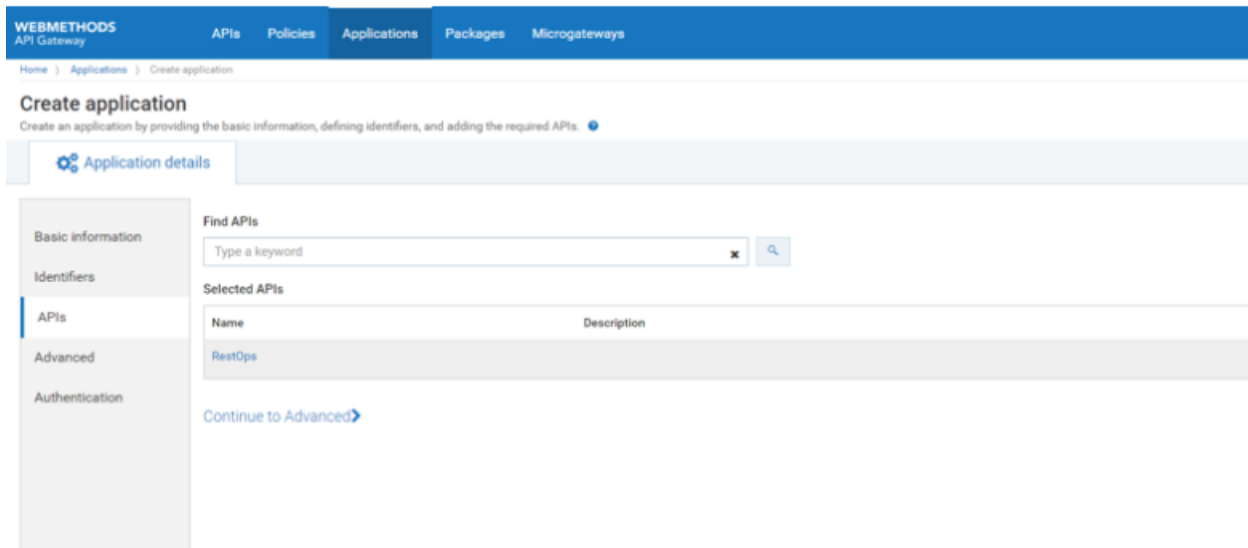 WEBMETHODS
API Gateway
APIs Policies Applications Packages Microgateways
Home > Applications > Create application
Create application
Create an application by providing the basic information, defining identifiers, and adding the required APIs. ?
Application details
Basic information
Identifiers
APIs
Advanced
Authentication
Find APIs
Type a keyword
Selected APIs
Name Description
RestOps
Continue to Advanced